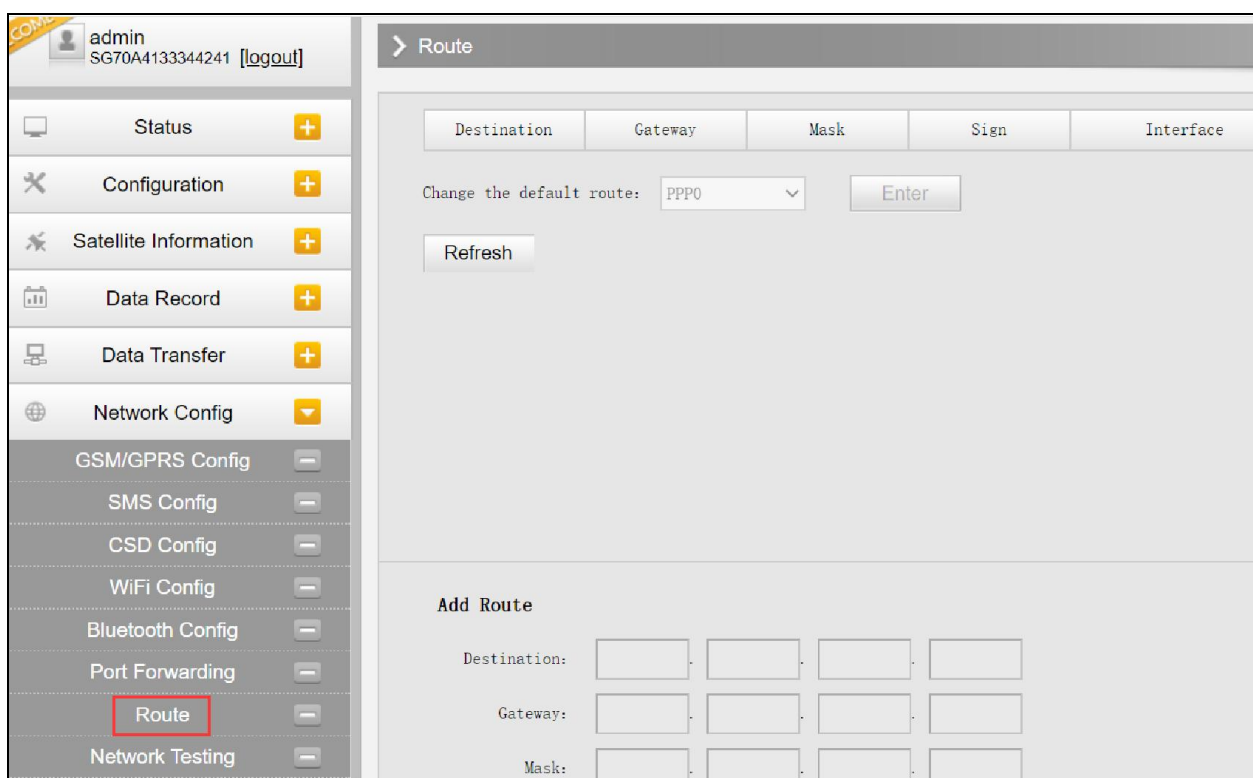 COME
admin
SG70A4133344241 [logout]
Status
Configuration
Satellite Information
Data Record
Data Transfer
Network Config
GSM/GPRS Config
SMS Config
CSD Config
WiFi Config
Bluetooth Config
Port Forwarding
Route
Network Testing
Route
Destination Gateway Mask Sign Interface
Change the default route: PPP0 Enter
Refresh
Add Route
Destination: . . .
Gateway: . . .
Mask: . . .